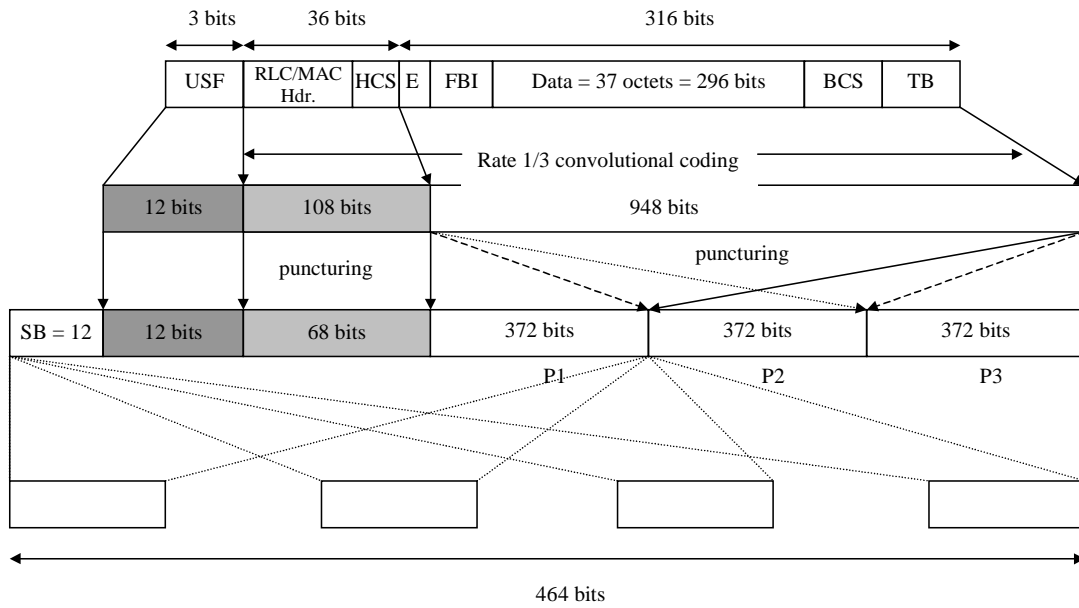 3 bits
36 bits
316 bits
USF
RLC/MAC
Hdr.
HCS
E
FBI
Data = 37 octets = 296 bits
BCS
TB
Rate 1/3 convolutional coding
12 bits
108 bits
948 bits
puncturing
puncturing
SB = 12
12 bits
68 bits
372 bits
372 bits
372 bits
P1
P2
P3
464 bits